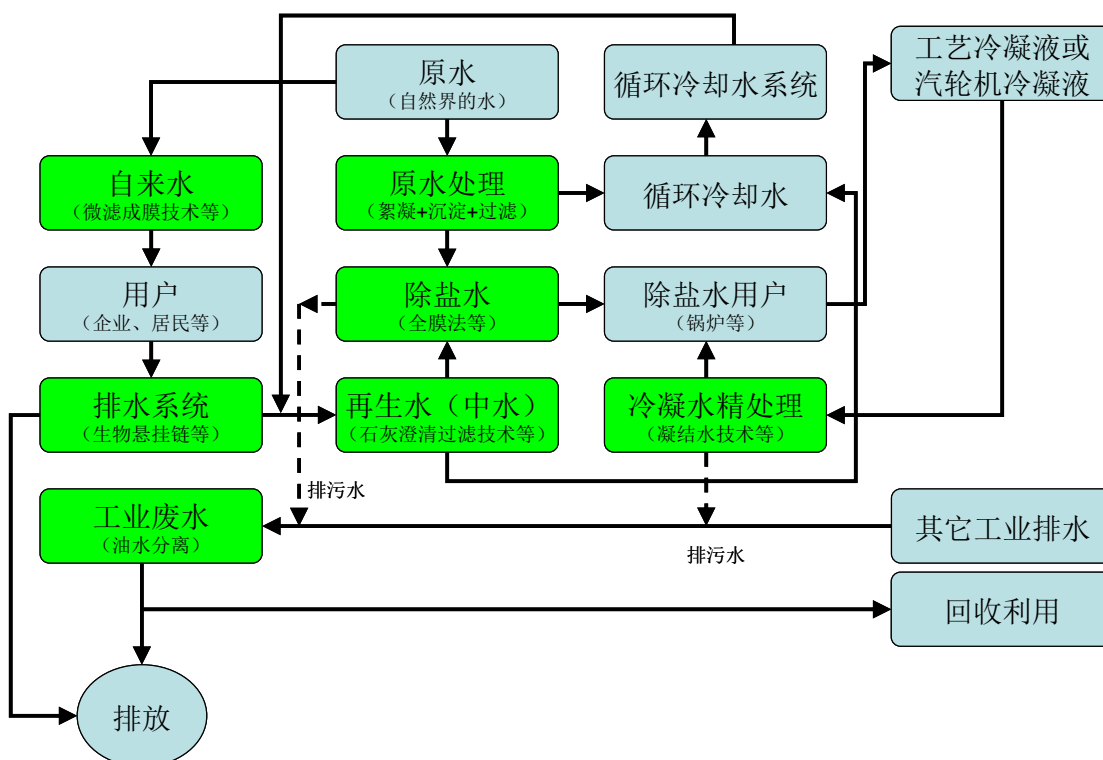 原水
（自然界的水）
循环冷却水系统
工艺冷凝液或
汽轮机冷凝液
自来水
（微滤成膜技术等）
原水处理
（絮凝+沉淀+过滤）
循环冷却水
用户
（企业、居民等）
除盐水
（全膜法等）
除盐水用户
（锅炉等）
排水系统
（生物悬挂链等）
再生水（中水）
（石灰澄清过滤技术等）
冷凝水精处理
（凝结水技术等）
排污水
工业废水
（油水分离）
排污水
其它工业排水
回收利用
排放